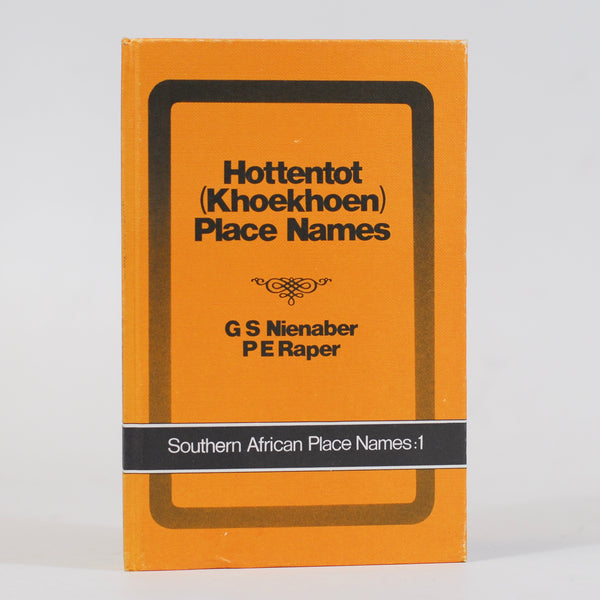 Hottentot
(Khoekhoen)
Place Names
G S Nienaber
P E Raper
Southern African Place Names:1